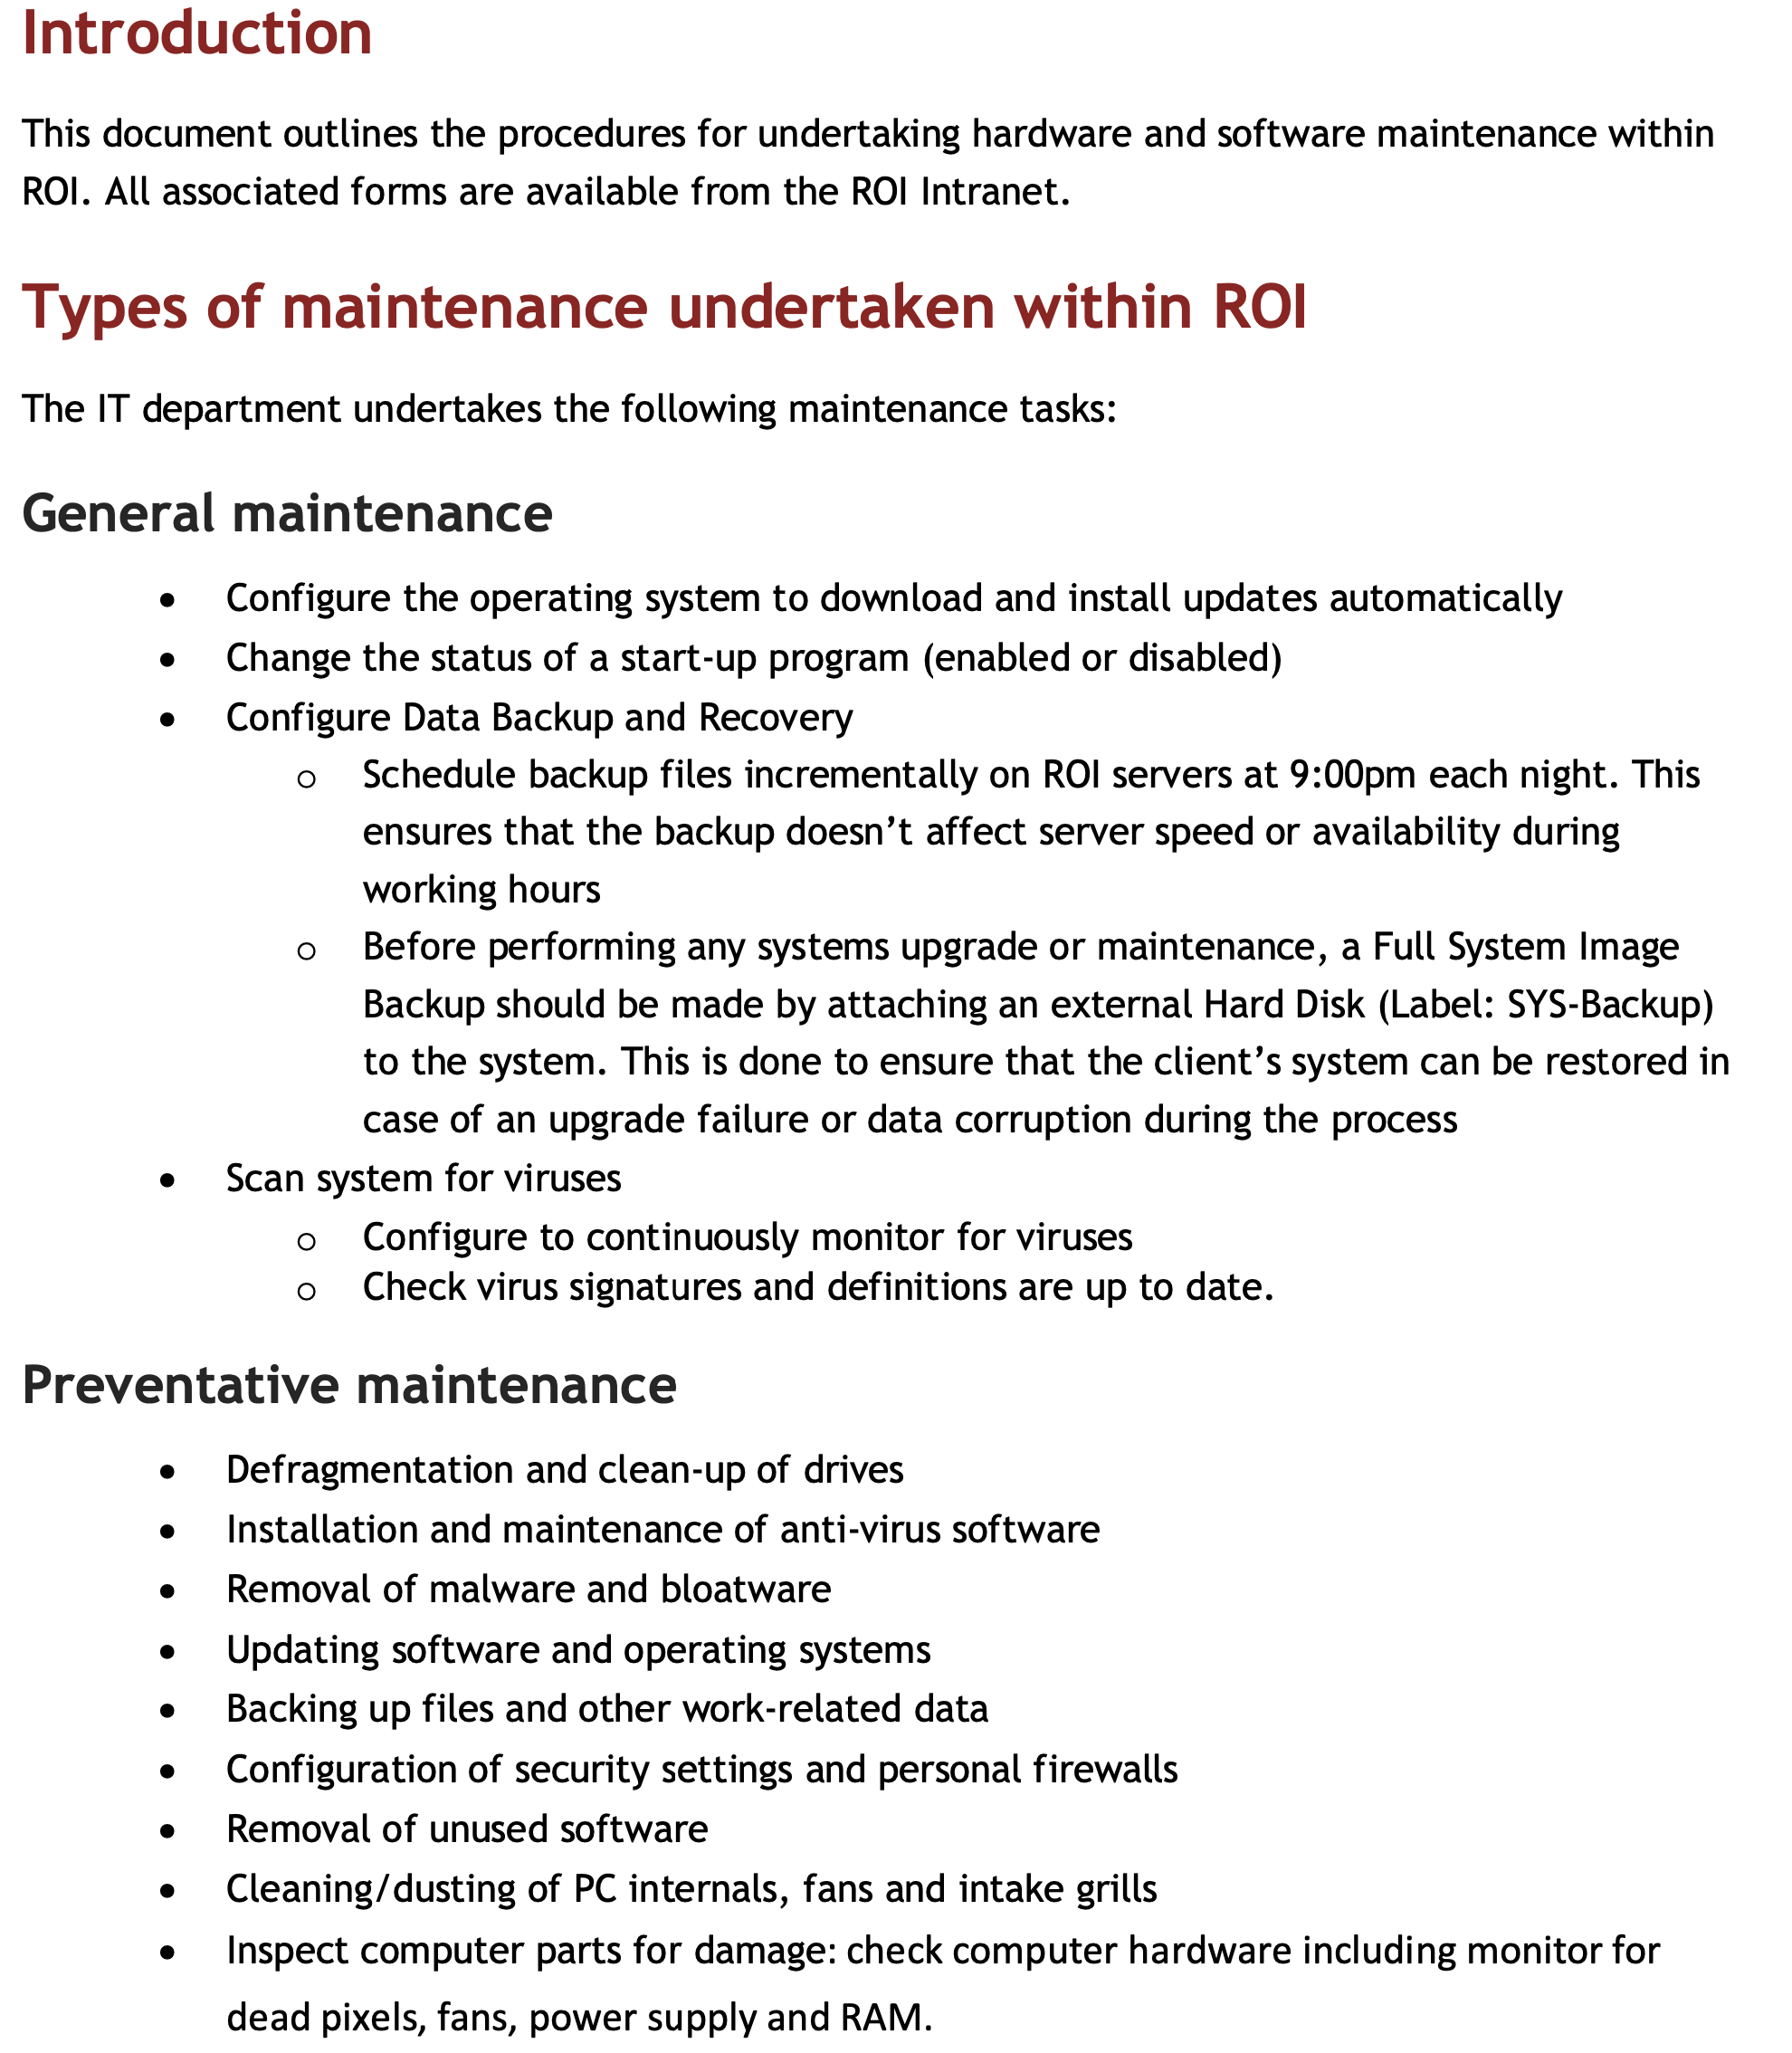 Introduction
This document outlines the procedures for undertaking hardware and software maintenance within
ROI. All associated forms are available from the ROI Intranet.
Types of maintenance undertaken within ROI
The IT department undertakes the following maintenance tasks:
General maintenance
• Configure the operating system to download and install updates automatically
• Change the status of a start-up program (enabled or disabled)
• Configure Data Backup and Recovery
o Schedule backup files incrementally on ROI servers at 9:00pm each night. This
ensures that the backup doesn’t affect server speed or availability during
working hours
o Before performing any systems upgrade or maintenance, a Full System Image
Backup should be made by attaching an external Hard Disk (Label: SYS-Backup)
to the system. This is done to ensure that the client’s system can be restored in
case of an upgrade failure or data corruption during the process
• Scan system for viruses
o Configure to continuously monitor for viruses
o Check virus signatures and definitions are up to date.
Preventative maintenance
• Defragmentation and clean-up of drives
• Installation and maintenance of anti-virus software
• Removal of malware and bloatware
• Updating software and operating systems
• Backing up files and other work-related data
• Configuration of security settings and personal firewalls
• Removal of unused software
• Cleaning/dusting of PC internals, fans and intake grills
• Inspect computer parts for damage: check computer hardware including monitor for
dead pixels, fans, power supply and RAM.